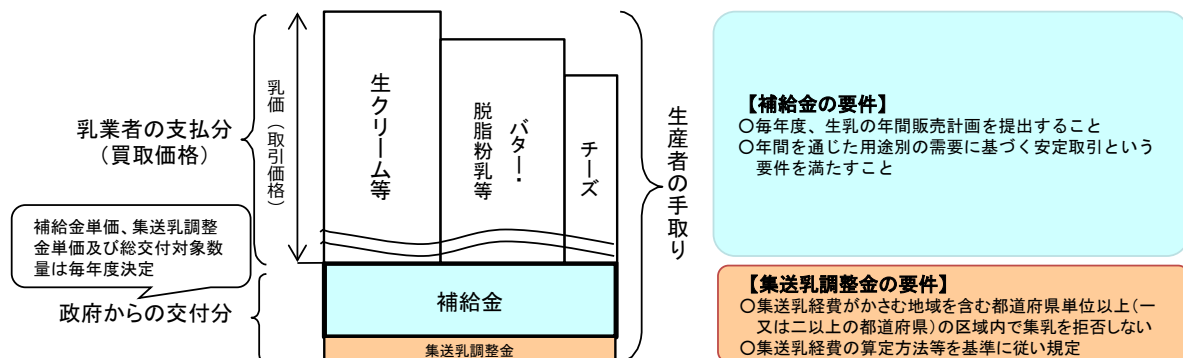 乳業者の支払分
（買取価格）
補給金単価、集送乳調整
金単価及び総交付対象数
量は毎年度決定
政府からの交付分
乳価（取引価格）
生クリーム等
バター・
脱脂粉乳等
チーズ
補給金
集送乳調整金
生産者の手取り
【補給金の要件】
○毎年度、生乳の年間販売計画を提出すること
○年間を通じた用途別の需要に基づく安定取引という
要件を満たすこと
【集送乳調整金の要件】
○集送乳経費がかさむ地域を含む都道府県単位以上（一
又は二以上の都道府県）の区域内で集乳を拒否しない
○集送乳経費の算定方法等を基準に従い規定